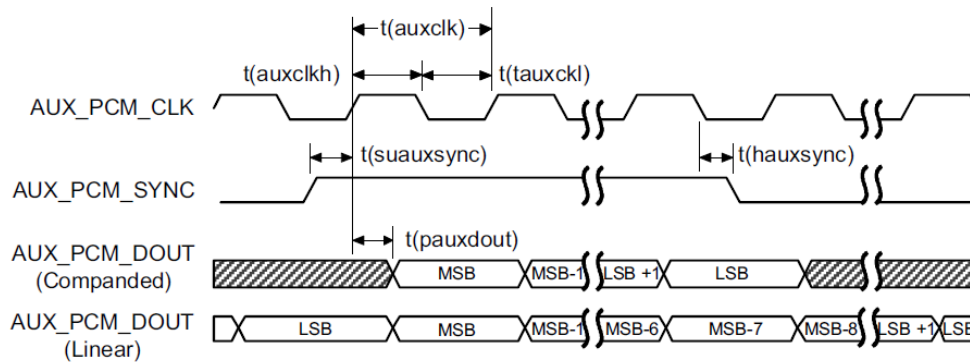 t(auxclk)
t(auxclkh) t(tauxckl)
AUX_PCM_CLK
t(suauxsync) t(hauxsync)
AUX_PCM_SYNC
t(pauxdout)
AUX_PCM_DOUT
(Companded)
MSB MSB-1 LSB +1 LSB
AUX_PCM_DOUT
(Linear)
LSB MSB MSB-1 MSB-6 MSB-7 MSB-8 LSB +1 LSB